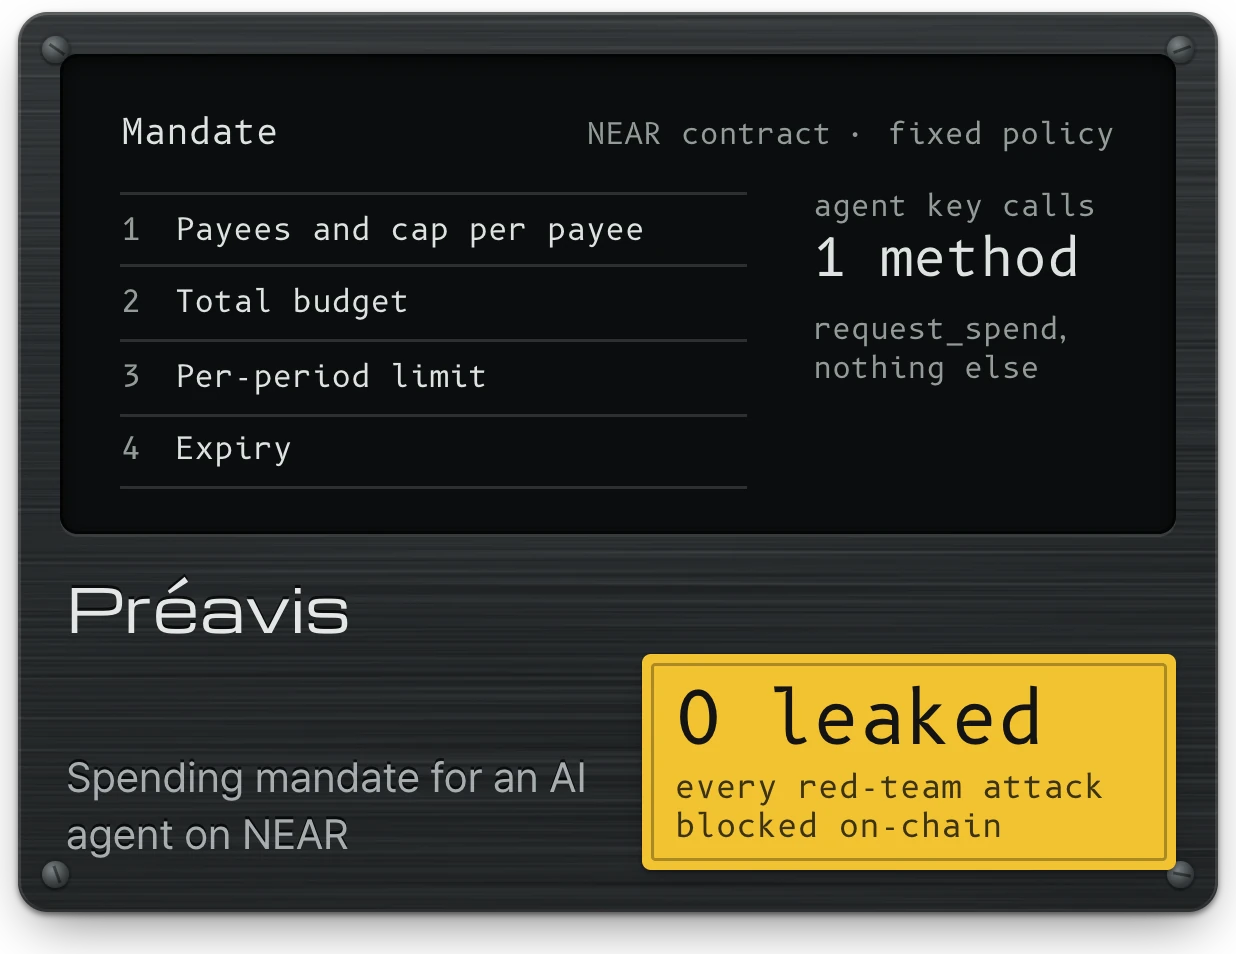 Mandate
NEAR contract · fixed policy
1 Payees and cap per payee
2 Total budget
3 Per-period limit
4 Expiry
agent key calls
1 method
request_spend,
nothing else
Préavis
Spending mandate for an AI
agent on NEAR
0 leaked
every red-team attack
blocked on-chain